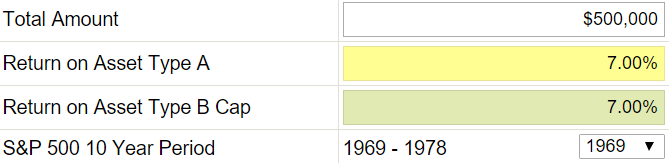 Total Amount $500,000
Return on Asset Type A 7.00%
Return on Asset Type B Cap 7.00%
S&P 500 10 Year Period 1969 - 1978 1969 ▼